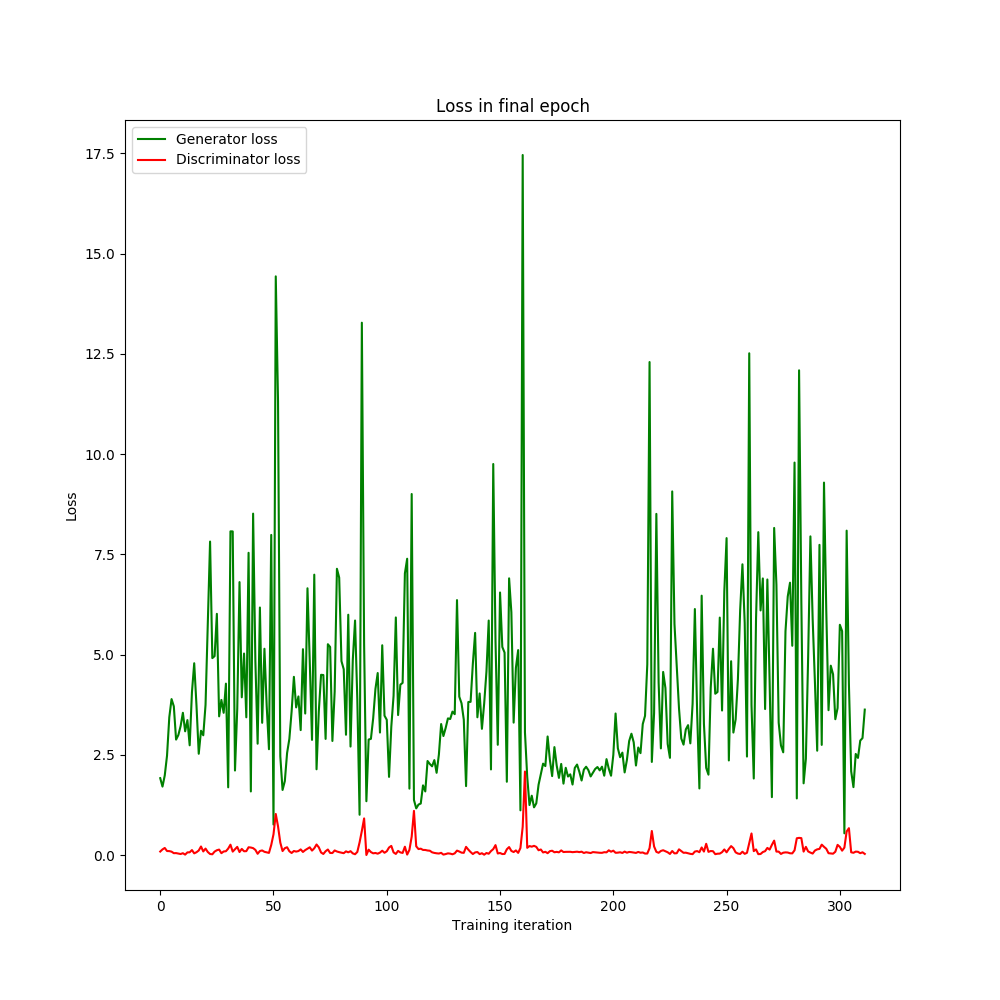 Loss in final epoch
Generator loss
Discriminator loss
17.5
15.0
12.5
10.0
7.5
5.0
2.5
0.0
Loss
0 50 100 150 200 250 300
Training iteration